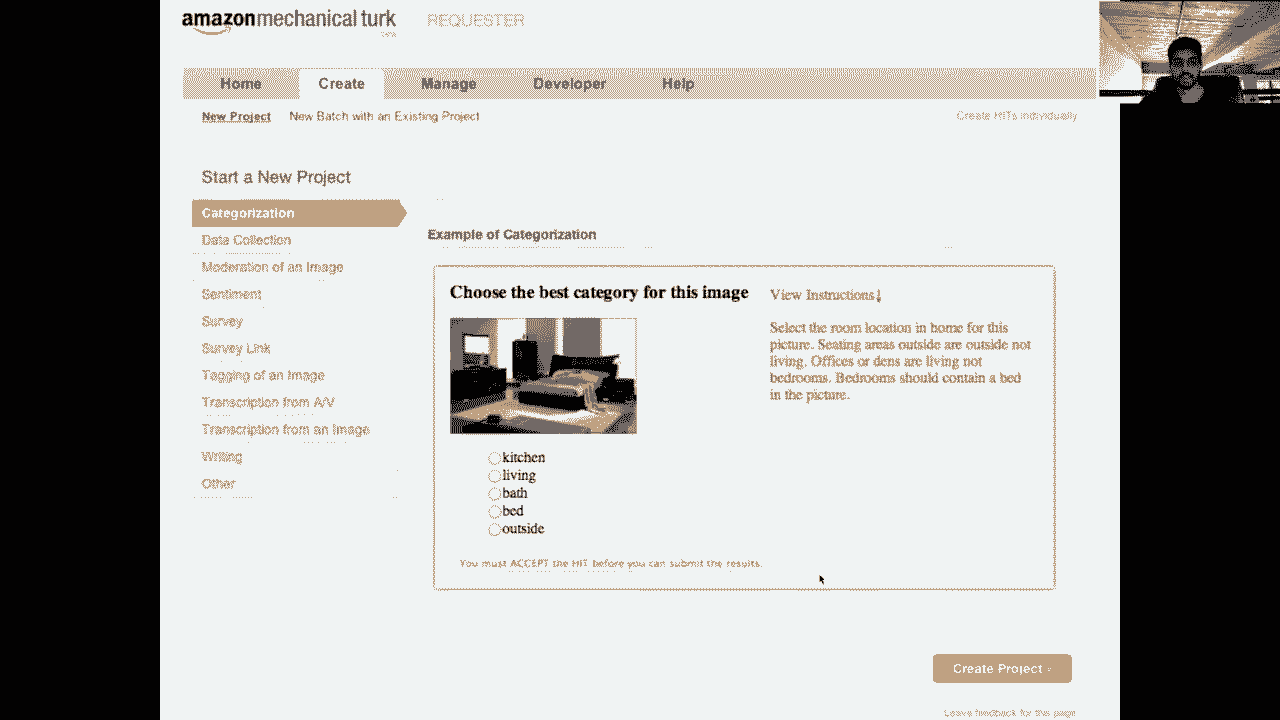 amazonmechanical turk
beta
REQUESTER
Home Create Manage Developer Help
New Project New Batch with an Existing Project Create HITs individually
Start a New Project
Categorization
Data Collection
Moderation of an Image
Sentiment
Survey
Survey Link
Tagging of an Image
Transcription from A/V
Transcription from an Image
Writing
Other
Example of Categorization
Choose the best category for this image
kitchen
living
bath
bed
outside
View Instructions↓
Select the room location in home for this
picture. Seating areas outside are outside not
living. Offices or dens are living not
bedrooms. Bedrooms should contain a bed
in the picture.
You must ACCEPT the HIT before you can submit the results.
Create Project ›
Leave feedback for this page